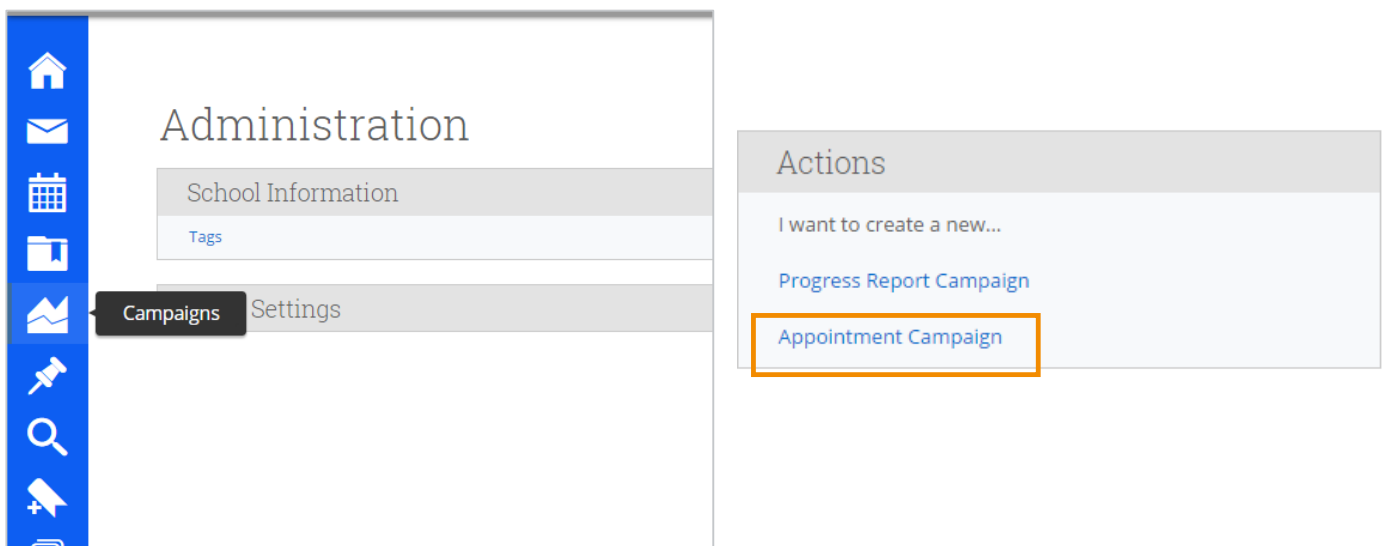 Administration
School Information
Tags
Campaigns
Settings
Actions
I want to create a new...
Progress Report Campaign
Appointment Campaign